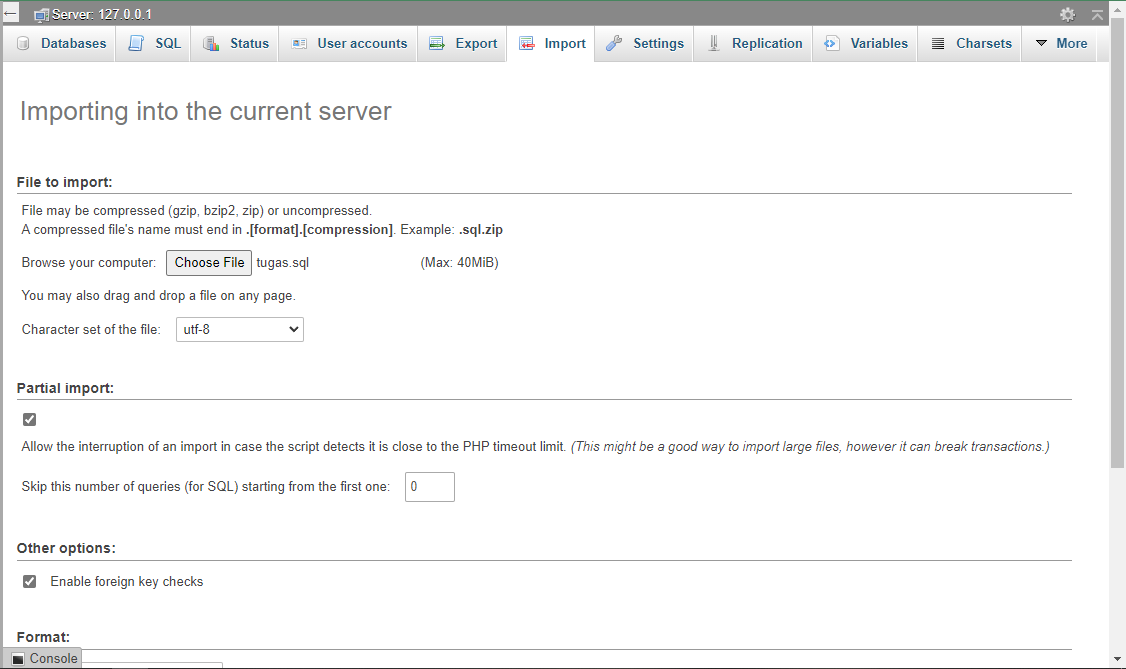 Server: 127.0.0.1
Databases SQL Status User accounts Export Import Settings Replication Variables Charsets More
Importing into the current server
File to import:
File may be compressed (gzip, bzip2, zip) or uncompressed.
A compressed file's name must end in .[format].[compression]. Example: .sql.zip
Browse your computer: Choose File tugas.sql (Max: 40MiB)
You may also drag and drop a file on any page.
Character set of the file: utf-8
Partial import:
Allow the interruption of an import in case the script detects it is close to the PHP timeout limit. (This might be a good way to import large files, however it can break transactions.)
Skip this number of queries (for SQL) starting from the first one: 0
Other options:
Enable foreign key checks
Format:
Console